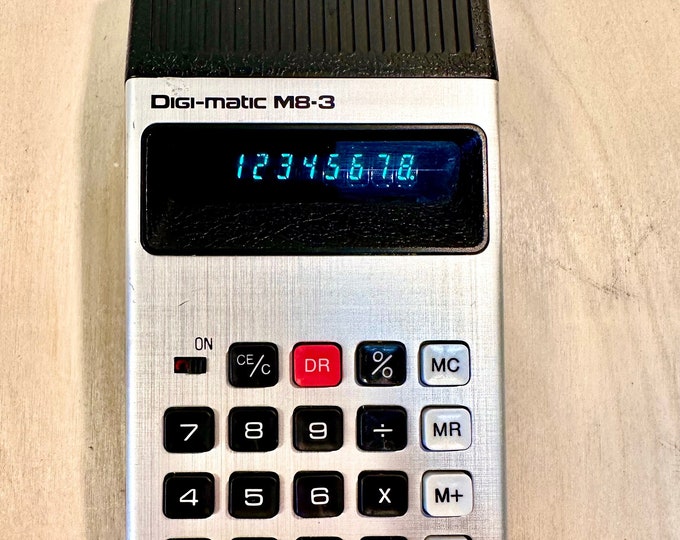 DIGI-matic M8-3
12345678.
ON
CE/C DR % MC
7 8 9 ÷ MR
4 5 6 x M+